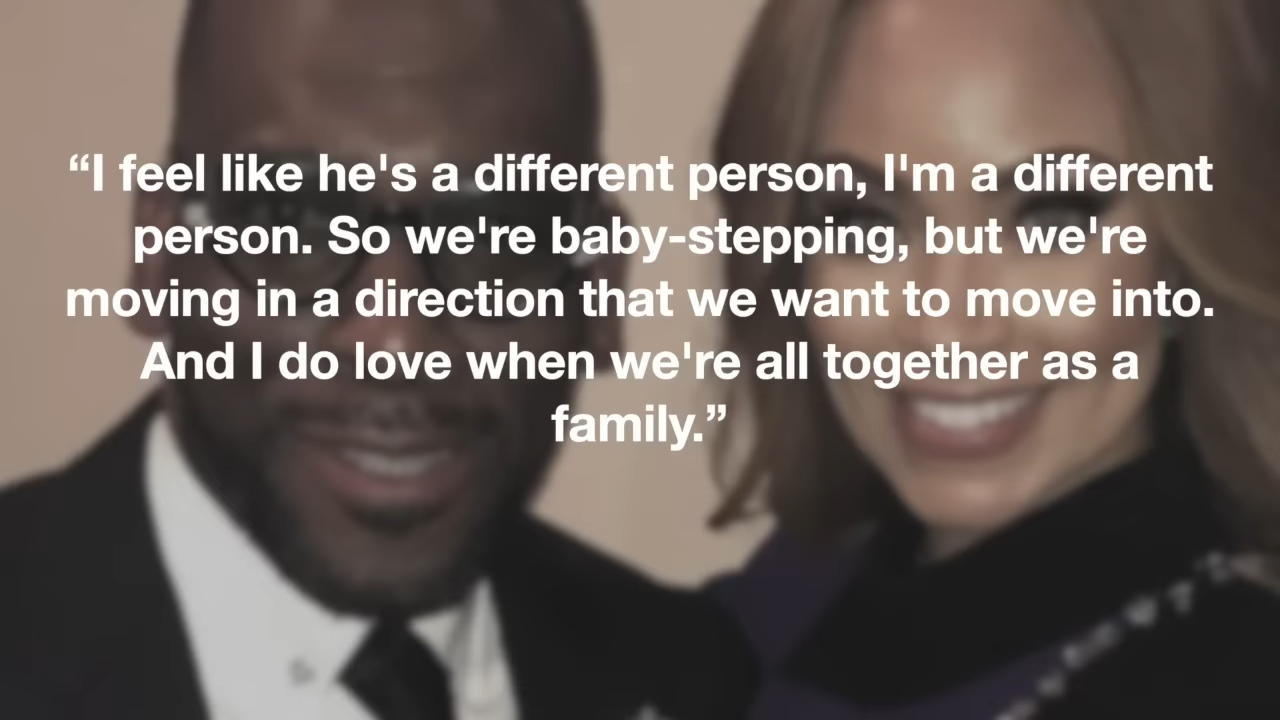 “I feel like he's a different person, I'm a different
person. So we're baby-stepping, but we're
moving in a direction that we want to move into.
And I do love when we're all together as a
family.”